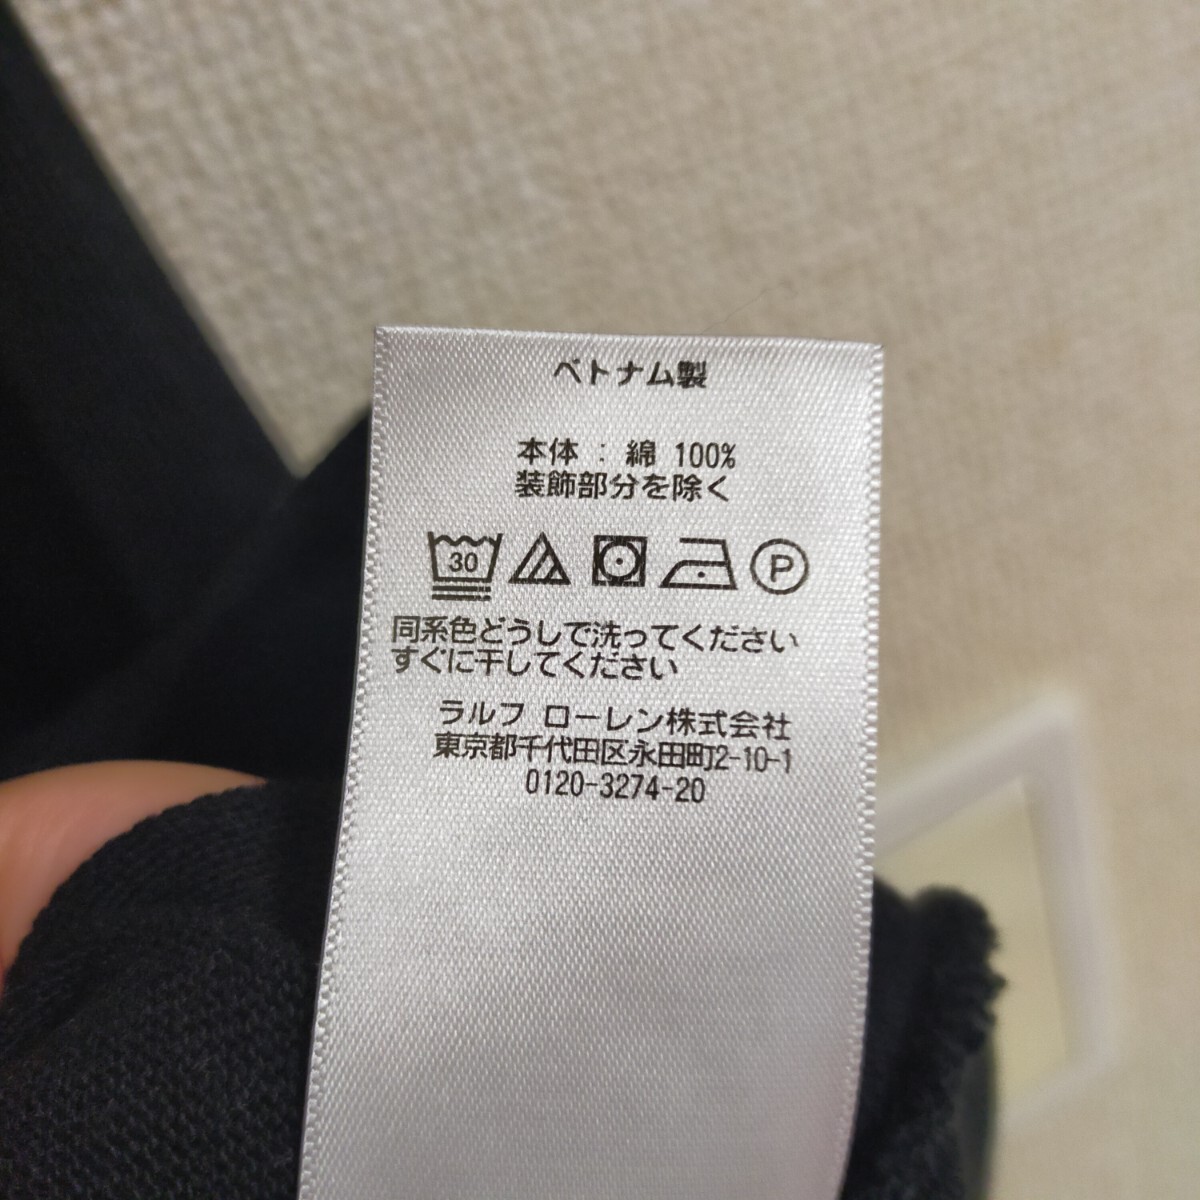 ベトナム製
本体 : 綿 100%
装飾部分を除く
30 P
同系色どうしで洗ってください
すぐに干してください
ラルフ ローレン株式会社
東京都千代田区永田町2-10-1
0120-3274-20